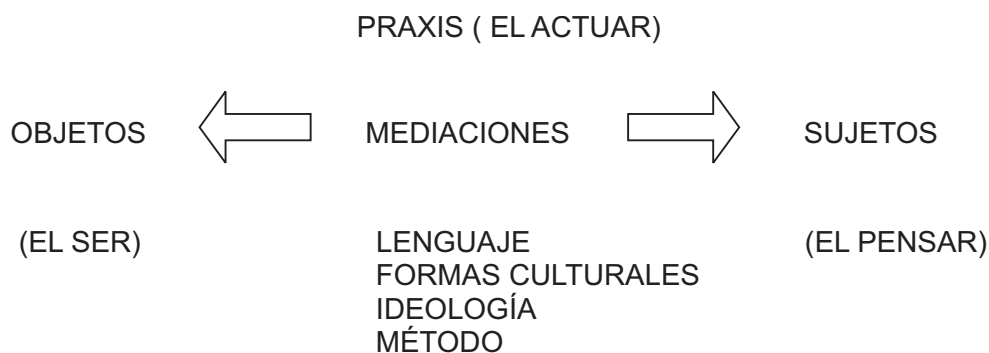 PRAXIS ( EL ACTUAR)
OBJETOS MEDIACIONES SUJETOS
(EL SER) LENGUAJE (EL PENSAR)
FORMAS CULTURALES
IDEOLOGÍA
MÉTODO